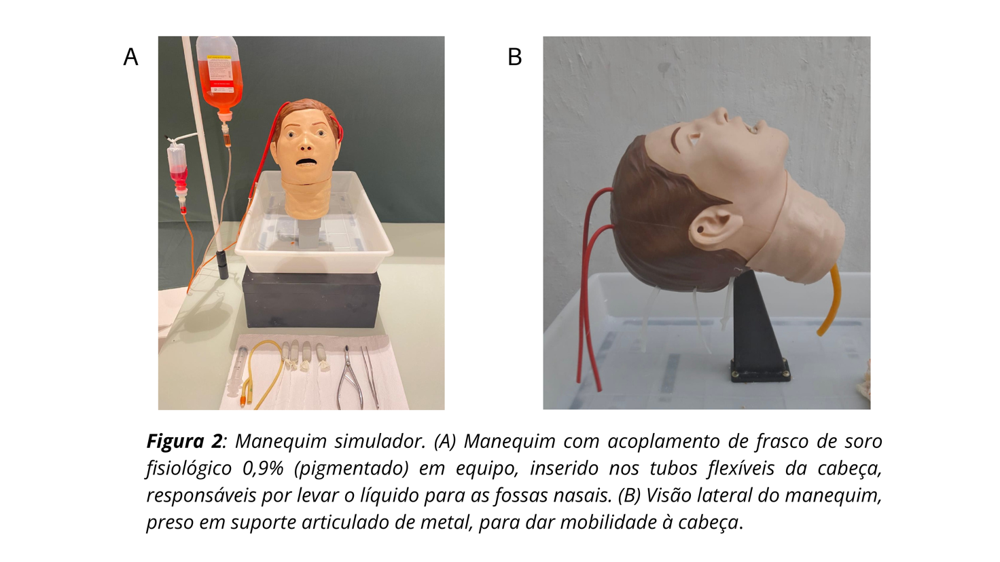 A
B
Figura 2: Manequim simulador. (A) Manequim com acoplamento de frasco de soro
fisiológico 0,9% (pigmentado) em equipo, inserido nos tubos flexíveis da cabeça,
responsáveis por levar o líquido para as fossas nasais. (B) Visão lateral do manequim,
preso em suporte articulado de metal, para dar mobilidade à cabeça.